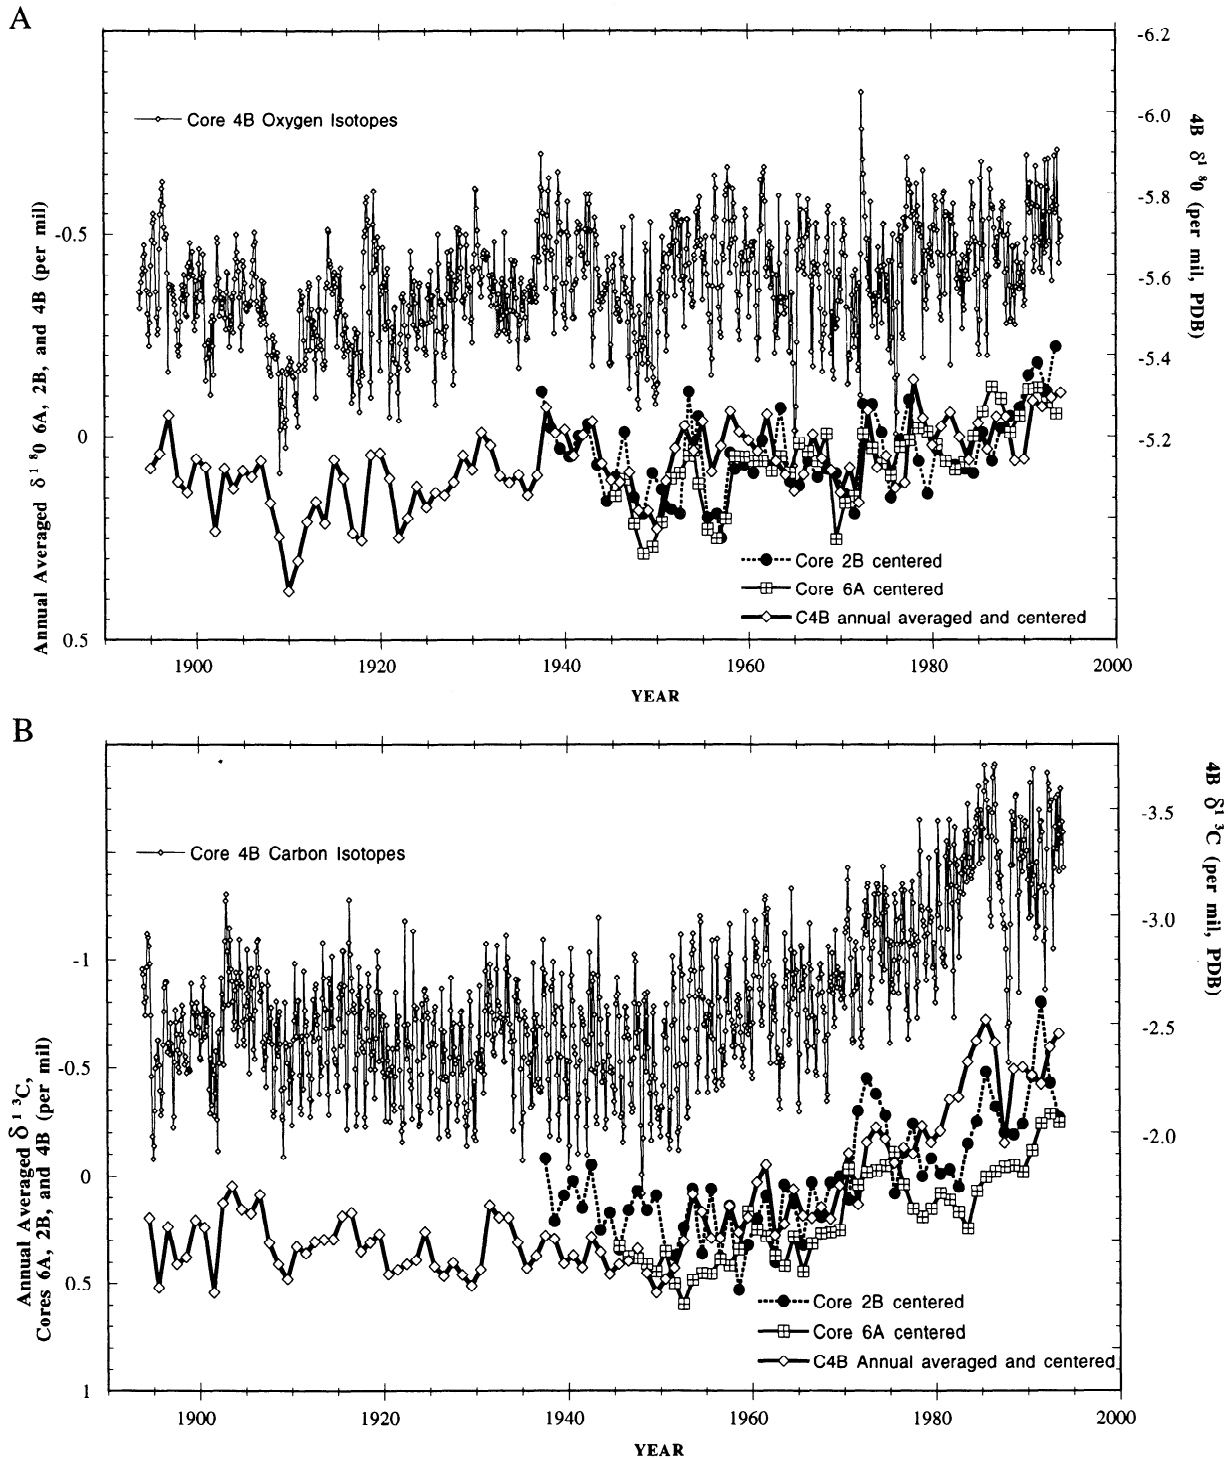 A
-6.2
Core 4B Oxygen Isotopes
-6.0
-5.8
-0.5
-5.6
-5.4
0
-5.2
Annual Averaged δ¹⁸0 6A, 2B, and 4B (per mil)
4B δ¹⁸0 (per mil, PDB)
Core 2B centered
Core 6A centered
C4B annual averaged and centered
0.5
1900 1920 1940 1960 1980 2000
YEAR
B
Core 4B Carbon Isotopes
-3.5
-3.0
-1
-2.5
-0.5
-2.0
0
0.5
Annual Averaged δ¹³C,
Cores 6A, 2B, and 4B (per mil)
4B δ¹³C (per mil, PDB)
Core 2B centered
Core 6A centered
C4B Annual averaged and centered
1
1900 1920 1940 1960 1980 2000
YEAR